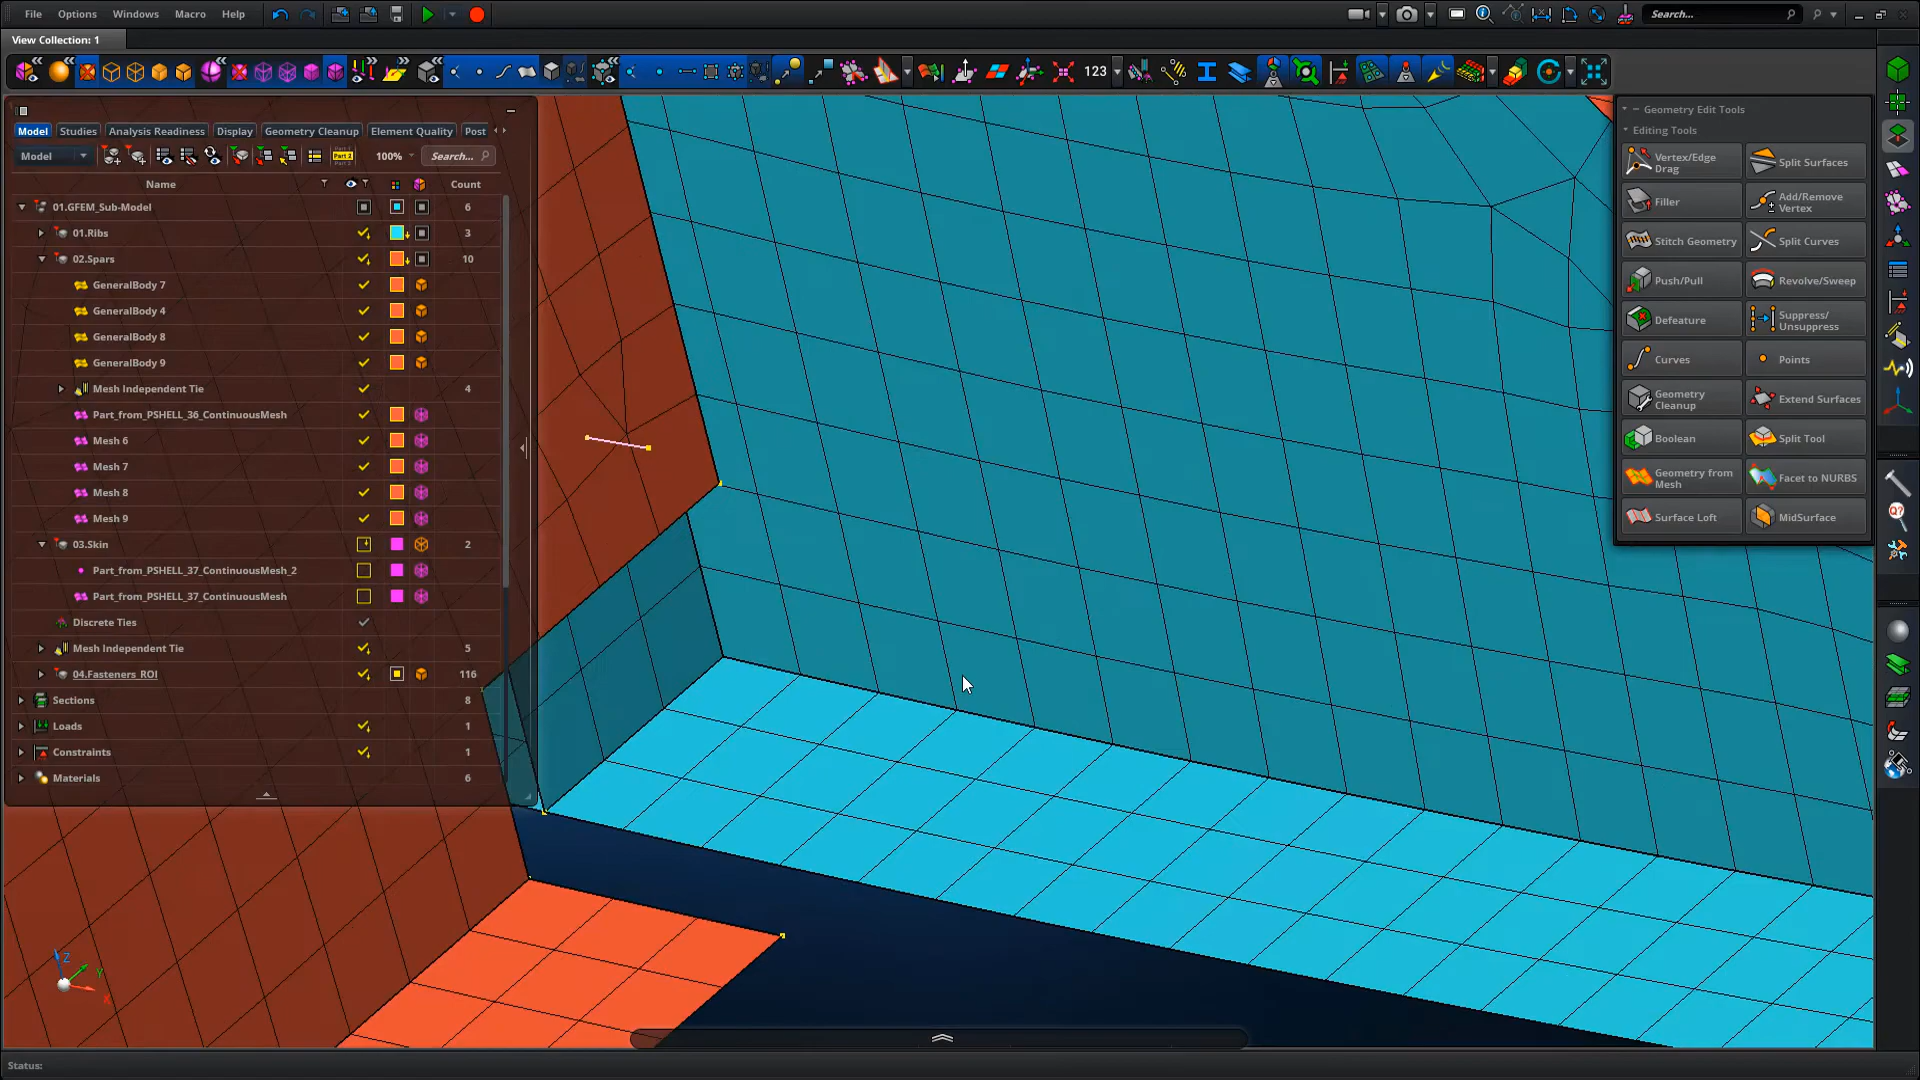 File Options Windows Macro Help Search...
View Collection: 1
123
Model Studies Analysis Readiness Display Geometry Cleanup Element Quality Post
Model 100% Search...
Name Count
01.GFEM_Sub-Model 6
01.Ribs 3
02.Spars 10
GeneralBody 7
GeneralBody 4
GeneralBody 8
GeneralBody 9
Mesh Independent Tie 4
Part_from_PSHELL_36_ContinuousMesh
Mesh 6
Mesh 7
Mesh 8
Mesh 9
03.Skin 2
Part_from_PSHELL_37_ContinuousMesh_2
Part_from_PSHELL_37_ContinuousMesh
Discrete Ties
Mesh Independent Tie 5
04.Fasteners_ROI 116
Sections 8
Loads 1
Constraints 1
Materials 6
Geometry Edit Tools
Editing Tools
Vertex/Edge Drag
Split Surfaces
Filler
Add/Remove Vertex
Stitch Geometry
Split Curves
Push/Pull
Revolve/Sweep
Defeature
Suppress/ Unsuppress
Curves
Points
Geometry Cleanup
Extend Surfaces
Boolean
Split Tool
Geometry from Mesh
Facet to NURBS
Surface Loft
MidSurface
Z
Y
X
Status: